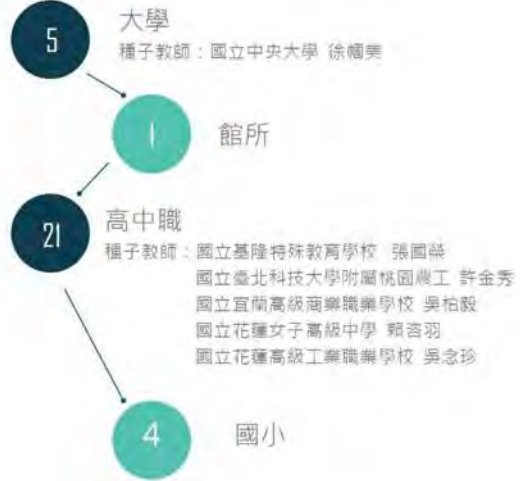 5
大學
種子教師：國立中央大學 徐幗美
1
館所
21
高中職
種子教師：國立基隆特殊教育學校 張國榮
國立臺北科技大學附屬桃園農工 許金秀
國立宜蘭高級商業職業學校 吳柏毅
國立花蓮女子高級中學 賴咨羽
國立花蓮高級工業職業學校 吳念珍
4
國小